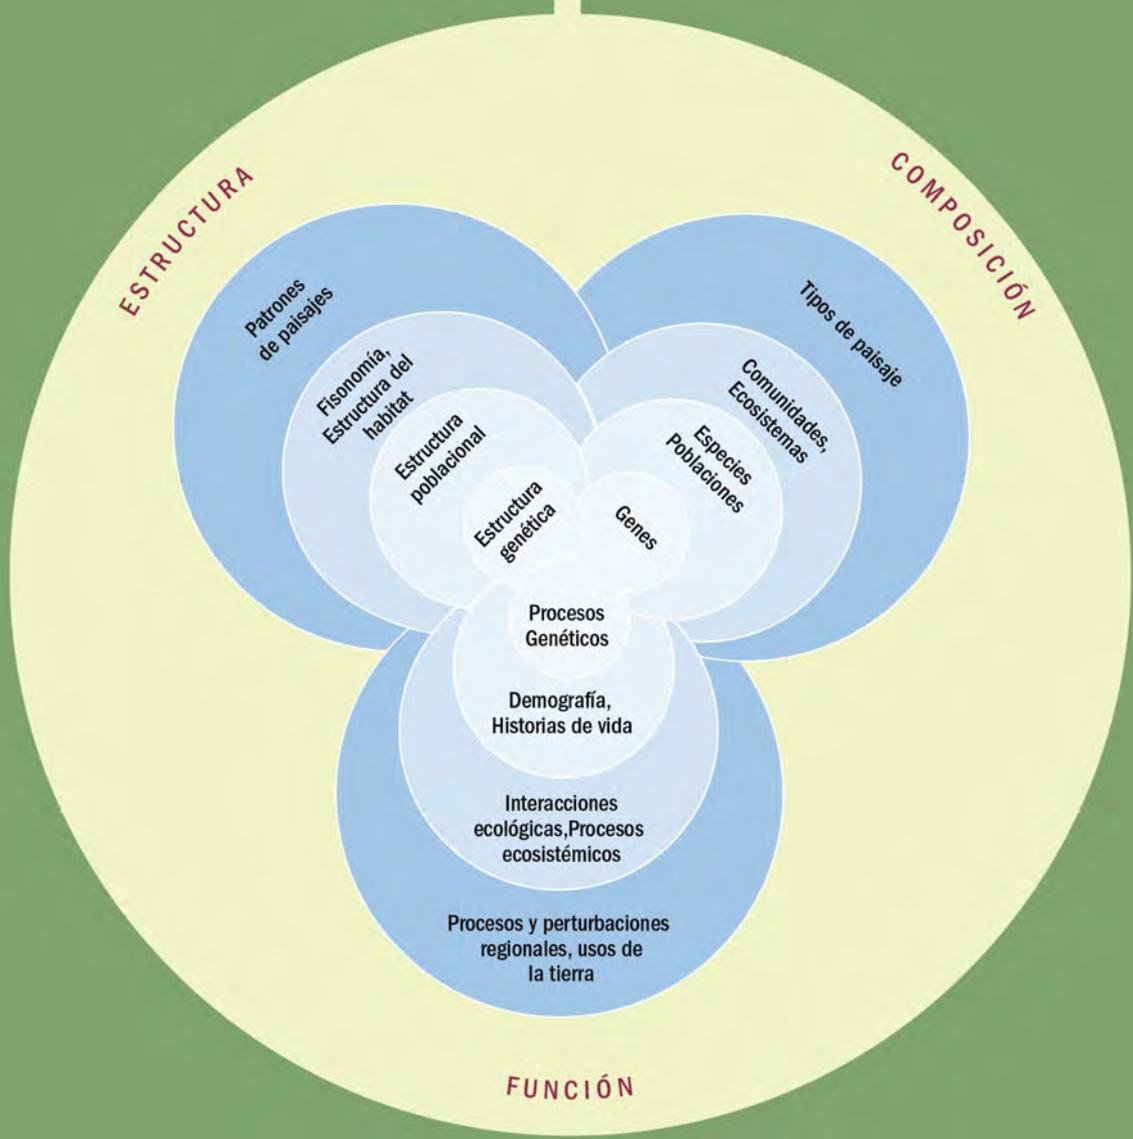 ESTRUCTURA
Patrones
de paisajes
Fisonomía,
Estructura del
habitat
Estructura
poblacional
Estructura
genética
COMPOSICIÓN
Tipos de paisaje
Comunidades,
Ecosistemas
Especies
Poblaciones
Genes
Procesos
Genéticos
Demografía,
Historias de vida
Interacciones
ecológicas,Procesos
ecosistémicos
Procesos y perturbaciones
regionales, usos de
la tierra
FUNCIÓN